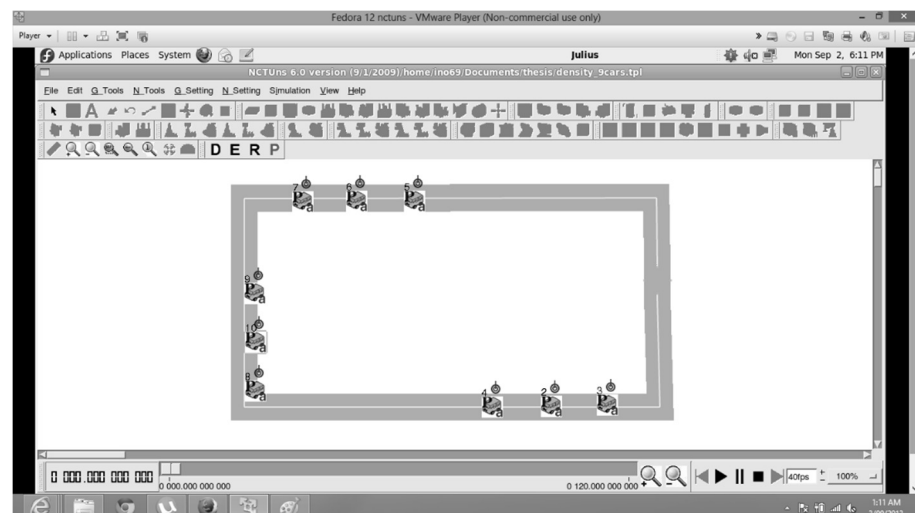 Fedora 12 nctuns - VMware Player (Non-commercial use only)
Player
Applications Places System
Julius
Mon Sep 2, 6:11 PM
NCTUns 6.0 version (9/1/2009)/home/ino69/Documents/thesis/density_9cars.tpl
File Edit G_Tools N_Tools G_Setting N_Setting Simulation View Help
A
D E R P
7 6 5
9
10
8
4 2 3
0 000 000 000 000
0 000.000 000 000
0 120.000 000 000
40fps
100%
1:11 AM